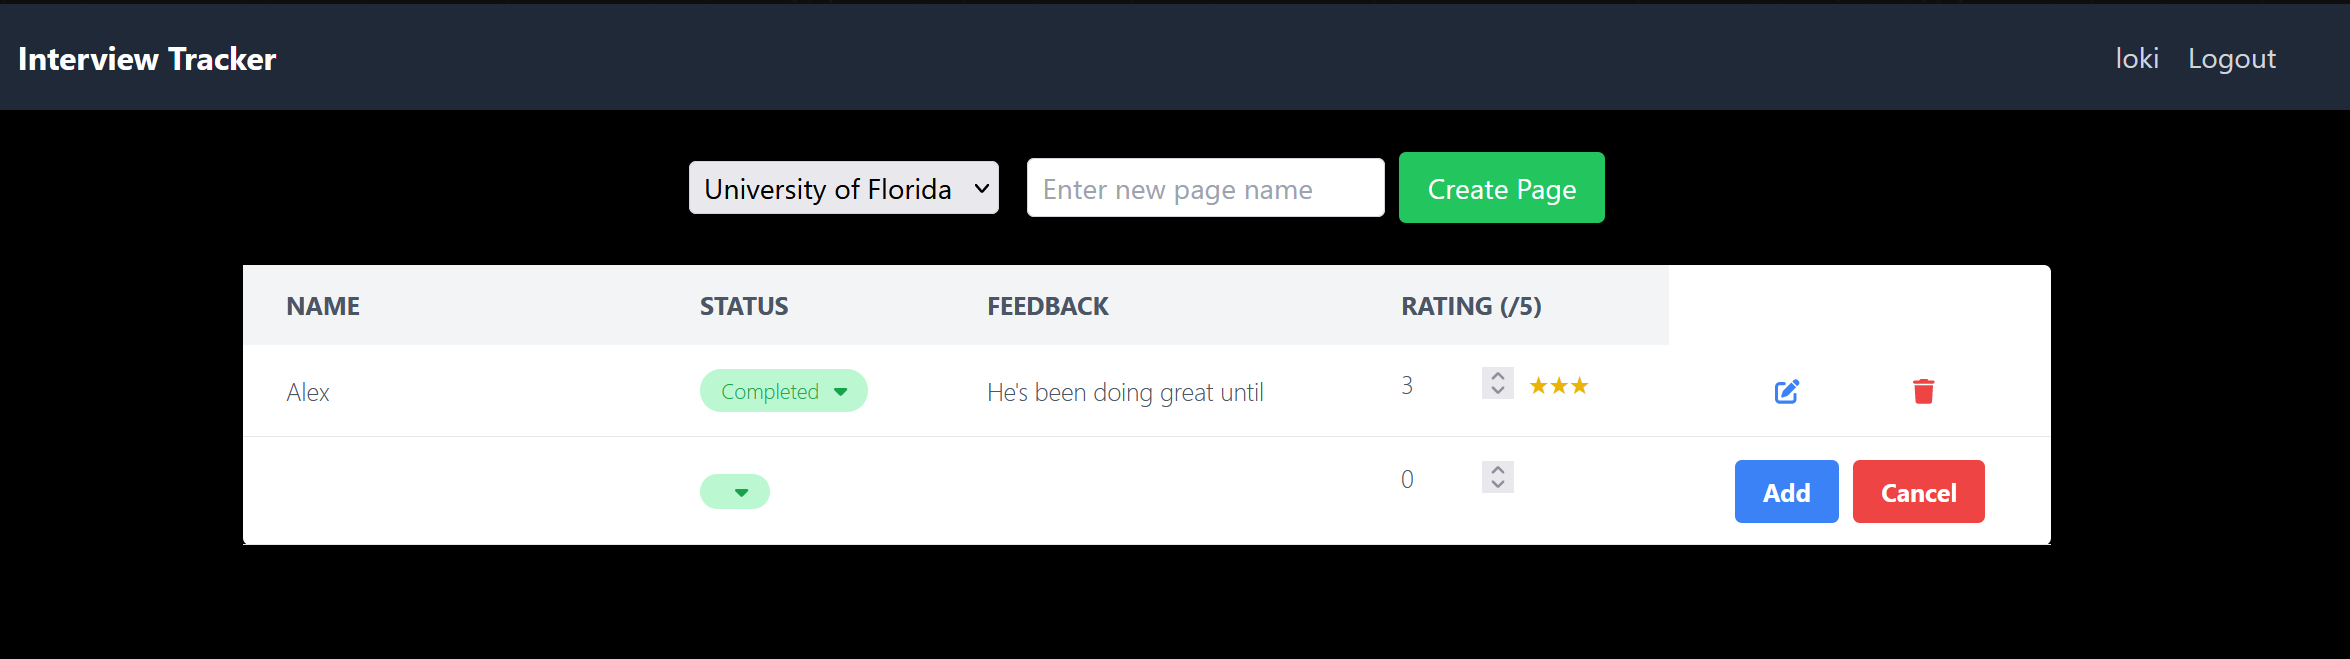 Interview Tracker loki Logout
University of Florida Enter new page name Create Page
NAME STATUS FEEDBACK RATING (/5)
Alex Completed He's been doing great until 3 ★★★
0 Add Cancel